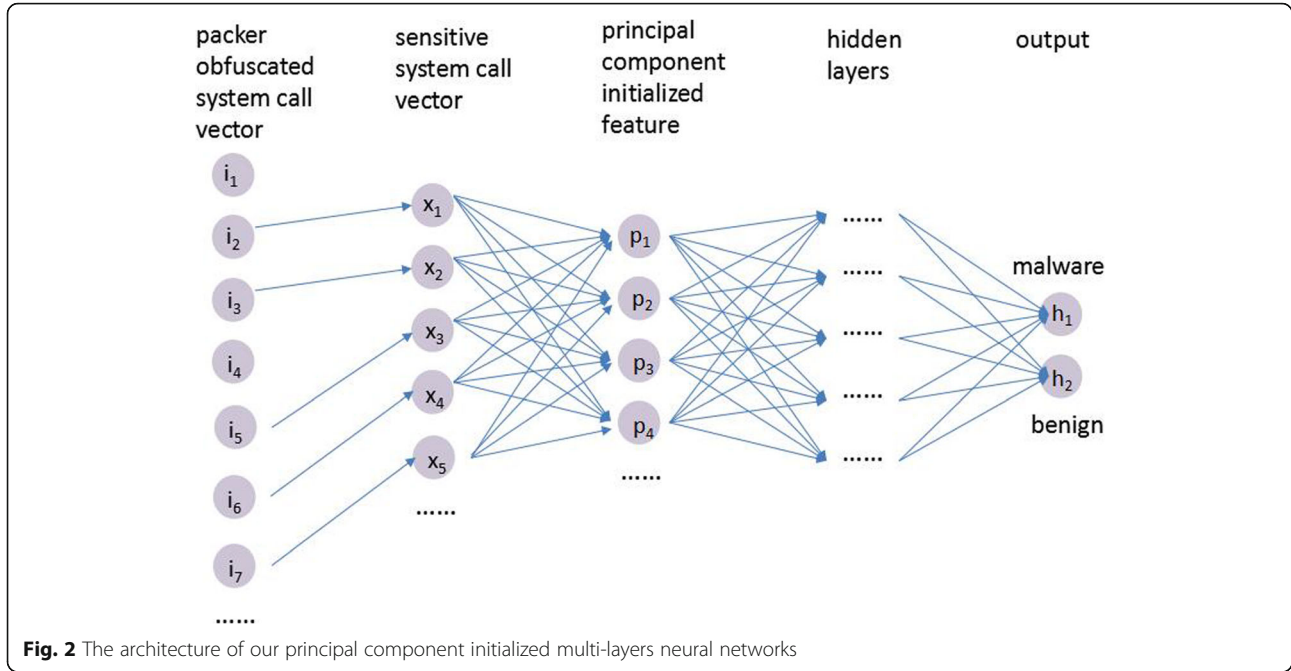 packer
obfuscated
system call
vector
sensitive
system call
vector
principal
component
initialized
feature
hidden
layers
output
i₁
i₂
i₃
i₄
i₅
i₆
i₇
......
x₁
x₂
x₃
x₄
x₅
......
p₁
p₂
p₃
p₄
......
......
......
......
......
......
malware
h₁
h₂
benign
Fig. 2 The architecture of our principal component initialized multi-layers neural networks